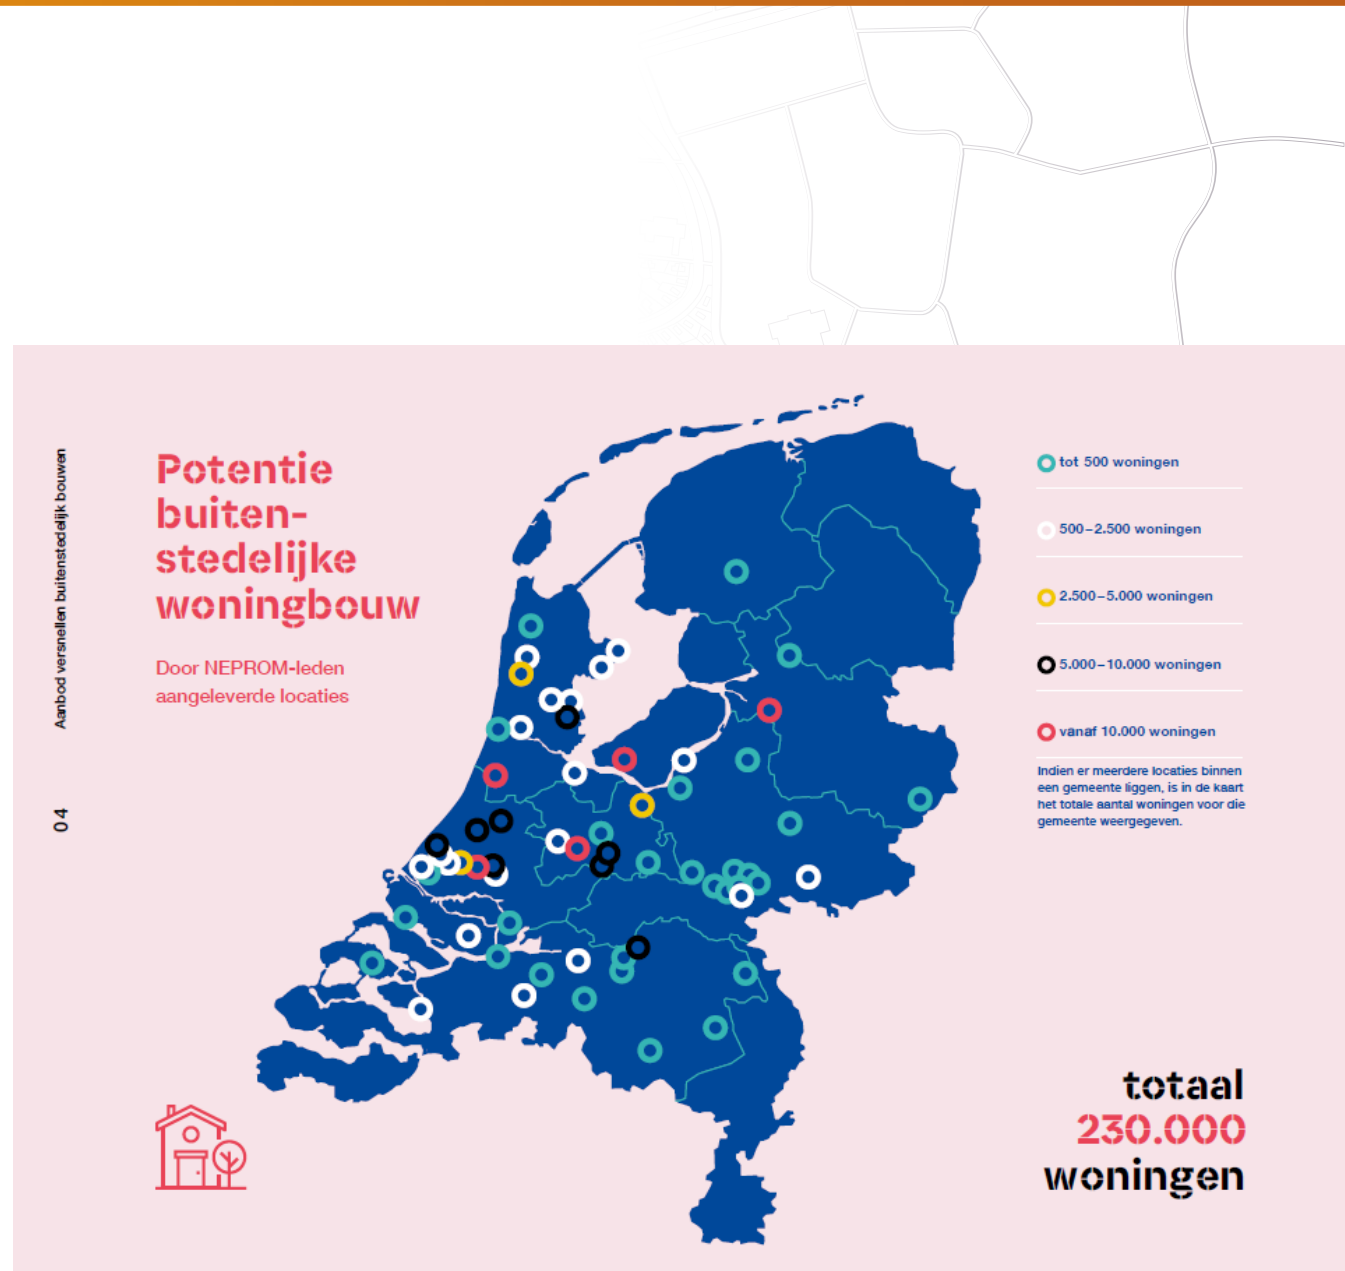 Aanbod versnellen buitenstedelijk bouwen
04
Potentie
buiten-
stedelijke
woningbouw
Door NEPROM-leden
aangeleverde locaties
tot 500 woningen
500–2.500 woningen
2.500–5.000 woningen
5.000–10.000 woningen
vanaf 10.000 woningen
Indien er meerdere locaties binnen
een gemeente liggen, is in de kaart
het totale aantal woningen voor die
gemeente weergegeven.
totaal
230.000
woningen